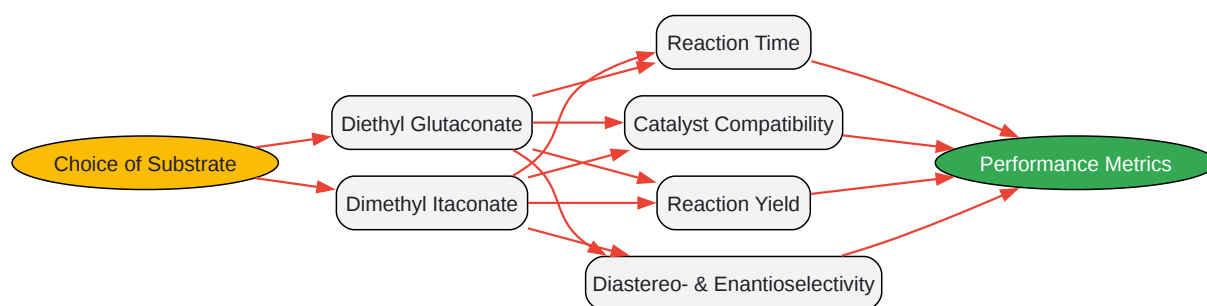 Choice of Substrate
Diethyl Glutaconate
Dimethyl Itaconate
Reaction Time
Catalyst Compatibility
Reaction Yield
Diastereo- & Enantioselectivity
Performance Metrics